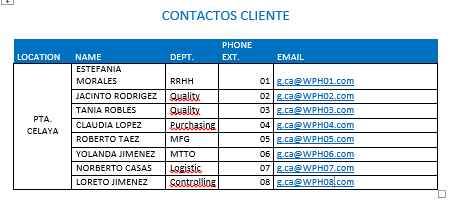 CONTACTOS CLIENTE
LOCATION NAME DEPT. PHONE EXT. EMAIL
PTA. CELAYA
ESTEFANIA MORALES RRHH 01 g.ca@WPH01.com
JACINTO RODRIGEZ Quality 02 g.ca@WPH02.com
TANIA ROBLES Quality 03 g.ca@WPH03.com
CLAUDIA LOPEZ Purchasing 04 g.ca@WPH04.com
ROBERTO TAEZ MFG 05 g.ca@WPH05.com
YOLANDA JIMENEZ MTTO 06 g.ca@WPH06.com
NORBERTO CASAS Logistic 07 g.ca@WPH07.com
LORETO JIMENEZ Controlling 08 g.ca@WPH08.com